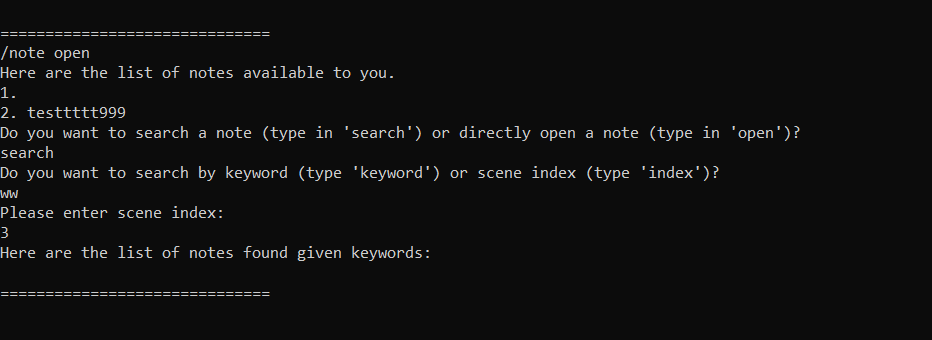 ==============================
/note open
Here are the list of notes available to you.
1.
2. testtttt999
Do you want to search a note (type in 'search') or directly open a note (type in 'open')?
search
Do you want to search by keyword (type 'keyword') or scene index (type 'index')?
ww
Please enter scene index:
3
Here are the list of notes found given keywords:
==============================